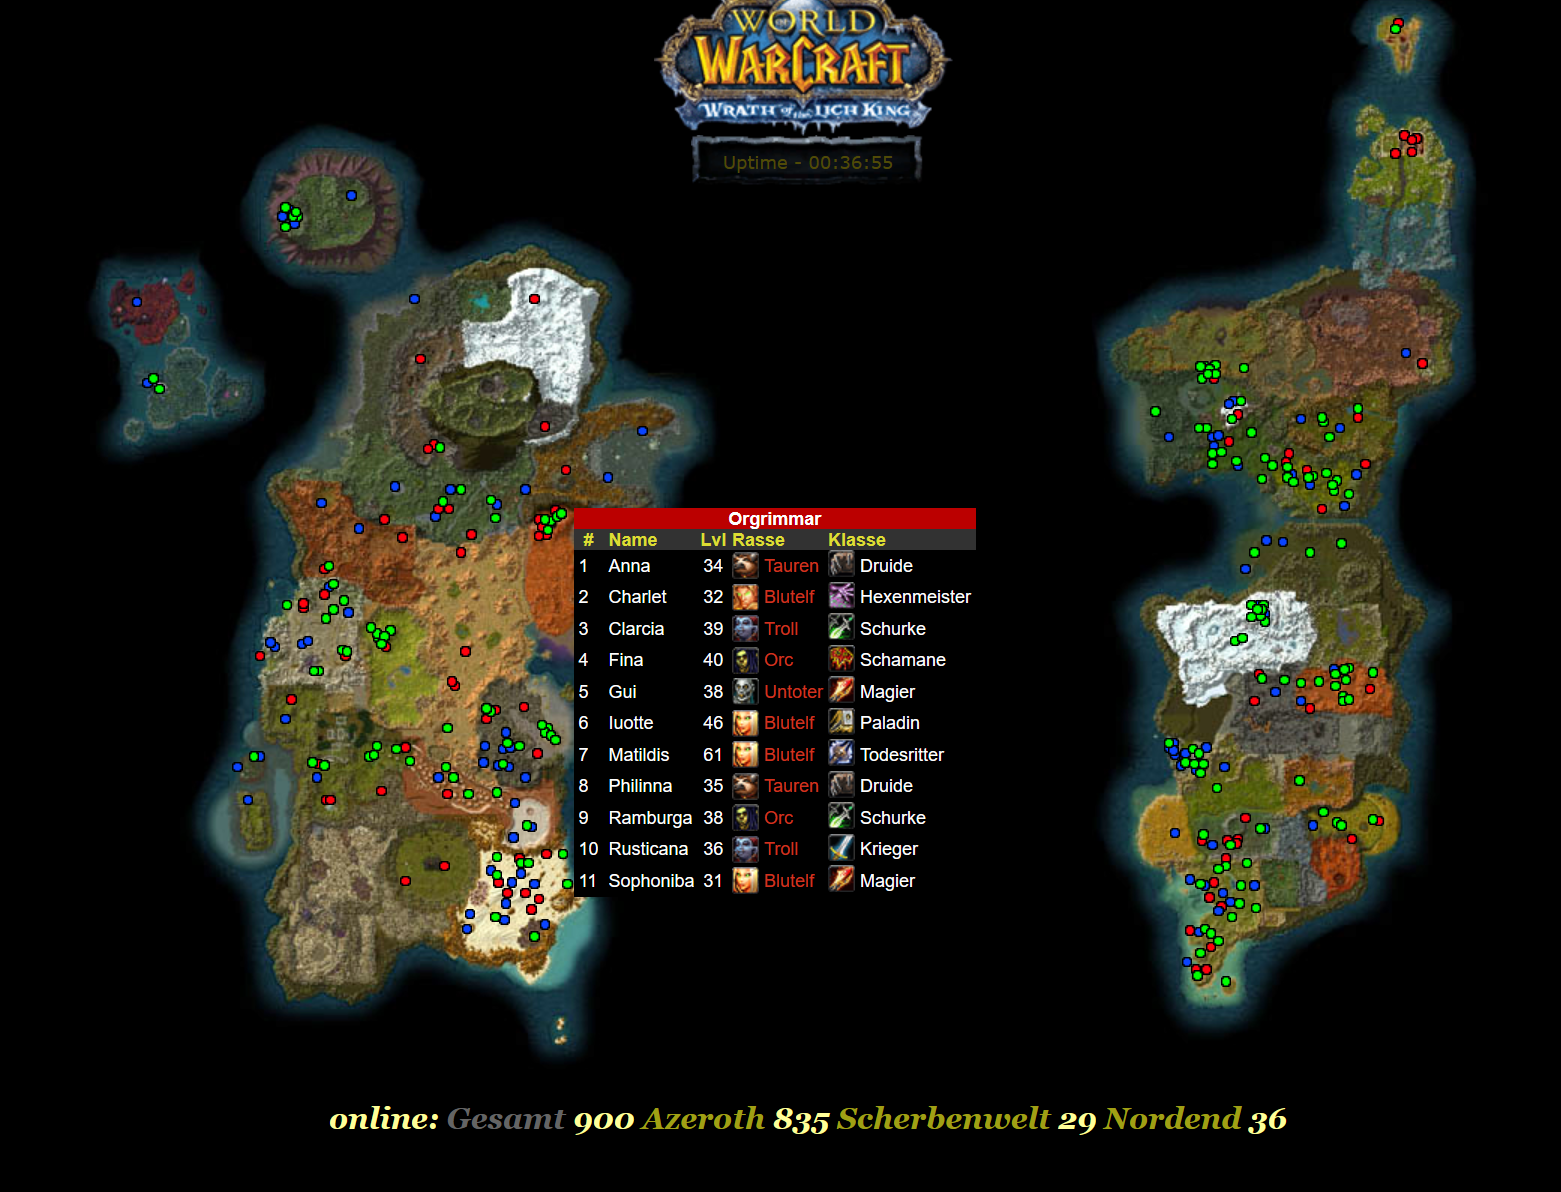 WORLD
WARCRAFT
WRATH of the LICH KING
Uptime - 00:36:55
Orgrimmar
# Name Lvl Rasse Klasse
1 Anna 34 Tauren Druide
2 Charlet 32 Blutelf Hexenmeister
3 Clarcia 39 Troll Schurke
4 Fina 40 Orc Schamane
5 Gui 38 Untoter Magier
6 Iuotte 46 Blutelf Paladin
7 Matildis 61 Blutelf Todesritter
8 Philinna 35 Tauren Druide
9 Ramburga 38 Orc Schurke
10 Rusticana 36 Troll Krieger
11 Sophoniba 31 Blutelf Magier
online: Gesamt 900 Azeroth 835 Scherbenwelt 29 Nordend 36